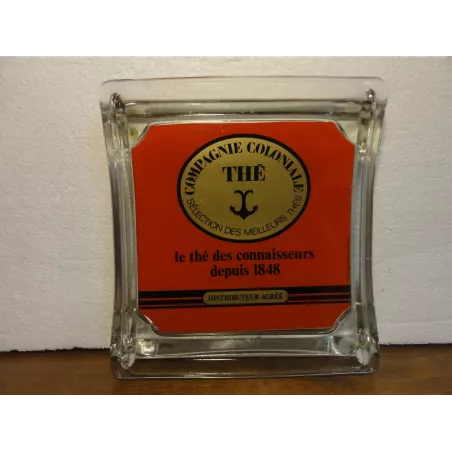 COMPAGNIE COLONIALE
THÉ
SÉLECTION DES MEILLEURS THÉS
le thé des connaisseurs
depuis 1848
DISTRIBUTEUR AGRÉÉ